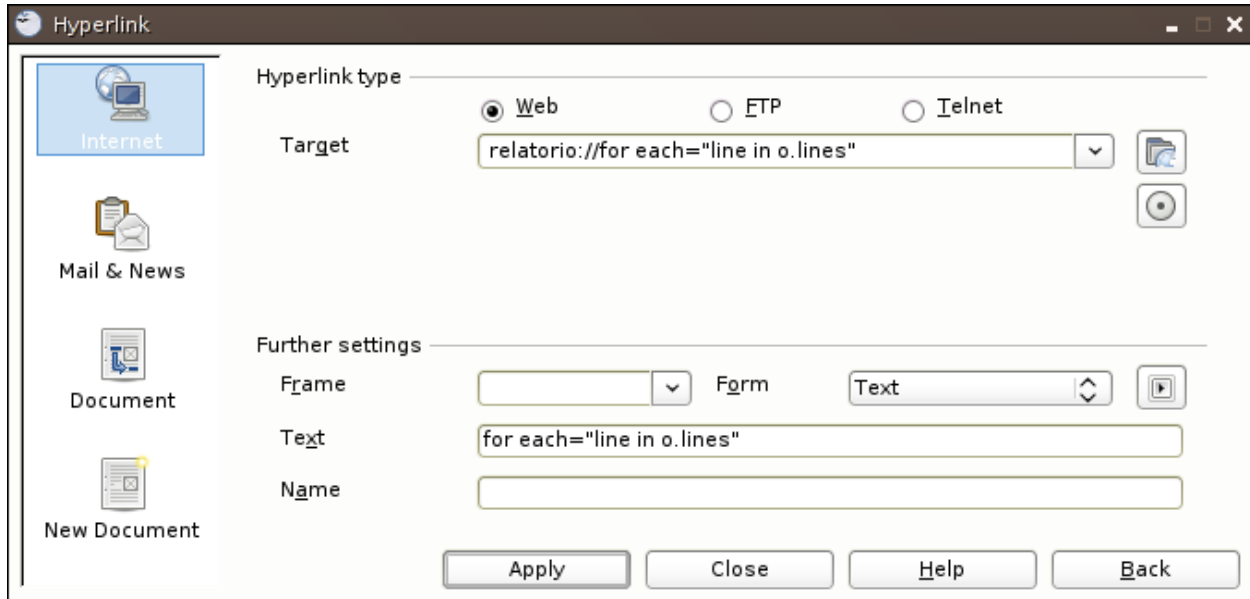 Hyperlink
Internet
Mail & News
Document
New Document
Hyperlink type
Web FTP Telnet
Target relatorio://for each="line in o.lines"
Further settings
Frame Form Text
Text for each="line in o.lines"
Name
Apply Close Help Back